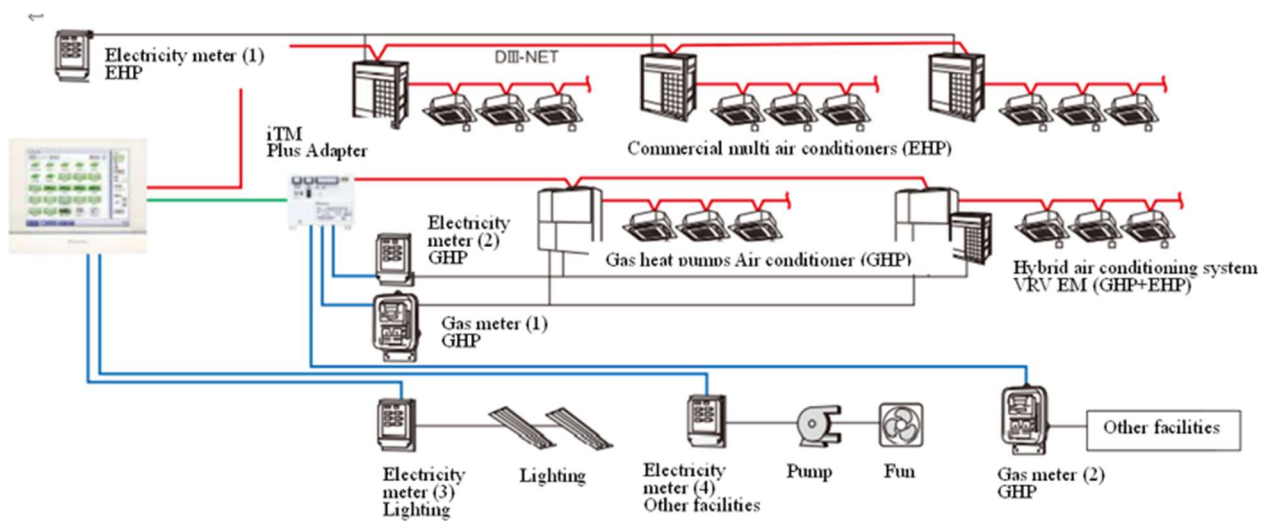 Electricity meter (1)
EHP
DIII-NET
iTM
Plus Adapter
Commercial multi air conditioners (EHP)
Electricity
meter (2)
GHP
Gas heat pumps Air conditioner (GHP)
Hybrid air conditioning system
VRV EM (GHP+EHP)
Gas meter (1)
GHP
Electricity
meter (3)
Lighting
Lighting
Electricity
meter (4)
Other facilities
Pump
Fun
Gas meter (2)
GHP
Other facilities